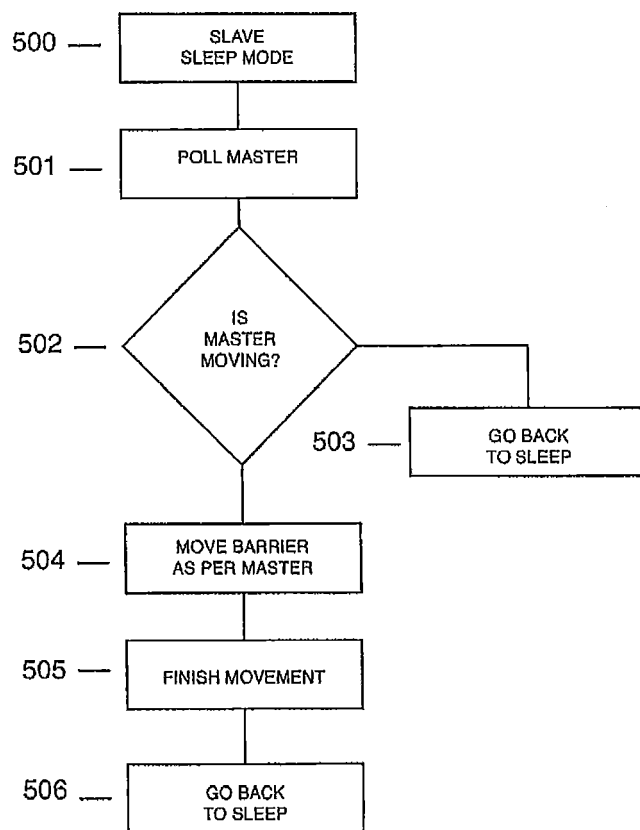 500
SLAVE
SLEEP MODE
501
POLL MASTER
502
IS
MASTER
MOVING?
503
GO BACK
TO SLEEP
504
MOVE BARRIER
AS PER MASTER
505
FINISH MOVEMENT
506
GO BACK
TO SLEEP